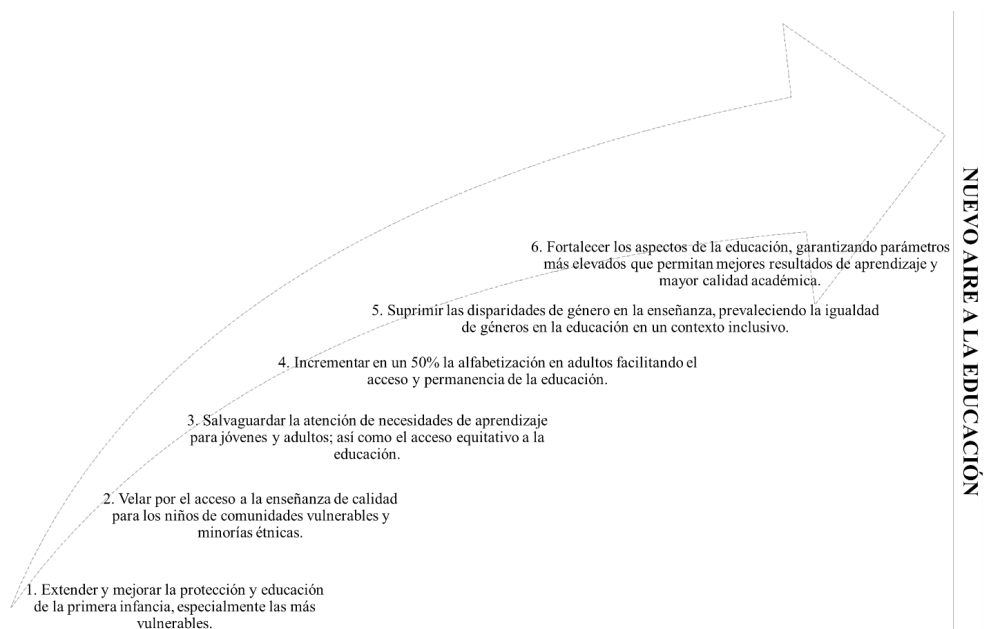 6. Fortalecer los aspectos de la educación, garantizando parámetros
más elevados que permitan mejores resultados de aprendizaje y
mayor calidad académica.
5. Suprimir las disparidades de género en la enseñanza, prevaleciendo la igualdad
de géneros en la educación en un contexto inclusivo.
4. Incrementar en un 50% la alfabetización en adultos facilitando el
acceso y permanencia de la educación.
3. Salvaguardar la atención de necesidades de aprendizaje
para jóvenes y adultos; así como el acceso equitativo a la
educación.
2. Velar por el acceso a la enseñanza de calidad
para los niños de comunidades vulnerables y
minorías étnicas.
1. Extender y mejorar la protección y educación
de la primera infancia, especialmente las más
vulnerables.
NUEVO AIRE A LA EDUCACIÓN